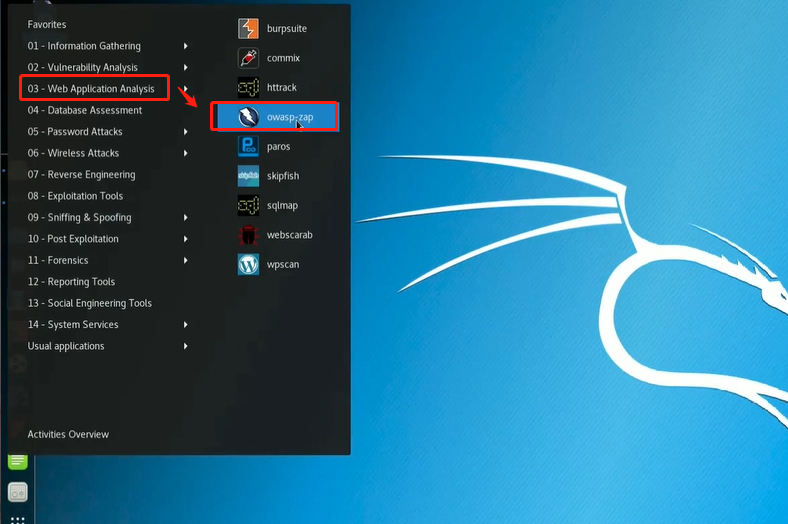 Favorites
01 - Information Gathering
02 - Vulnerability Analysis
03 - Web Application Analysis
04 - Database Assessment
05 - Password Attacks
06 - Wireless Attacks
07 - Reverse Engineering
08 - Exploitation Tools
09 - Sniffing & Spoofing
10 - Post Exploitation
11 - Forensics
12 - Reporting Tools
13 - Social Engineering Tools
14 - System Services
Usual applications
Activities Overview
burpsuite
commix
httrack
owasp-zap
paros
skipfish
sqlmap
webscarab
wpscan